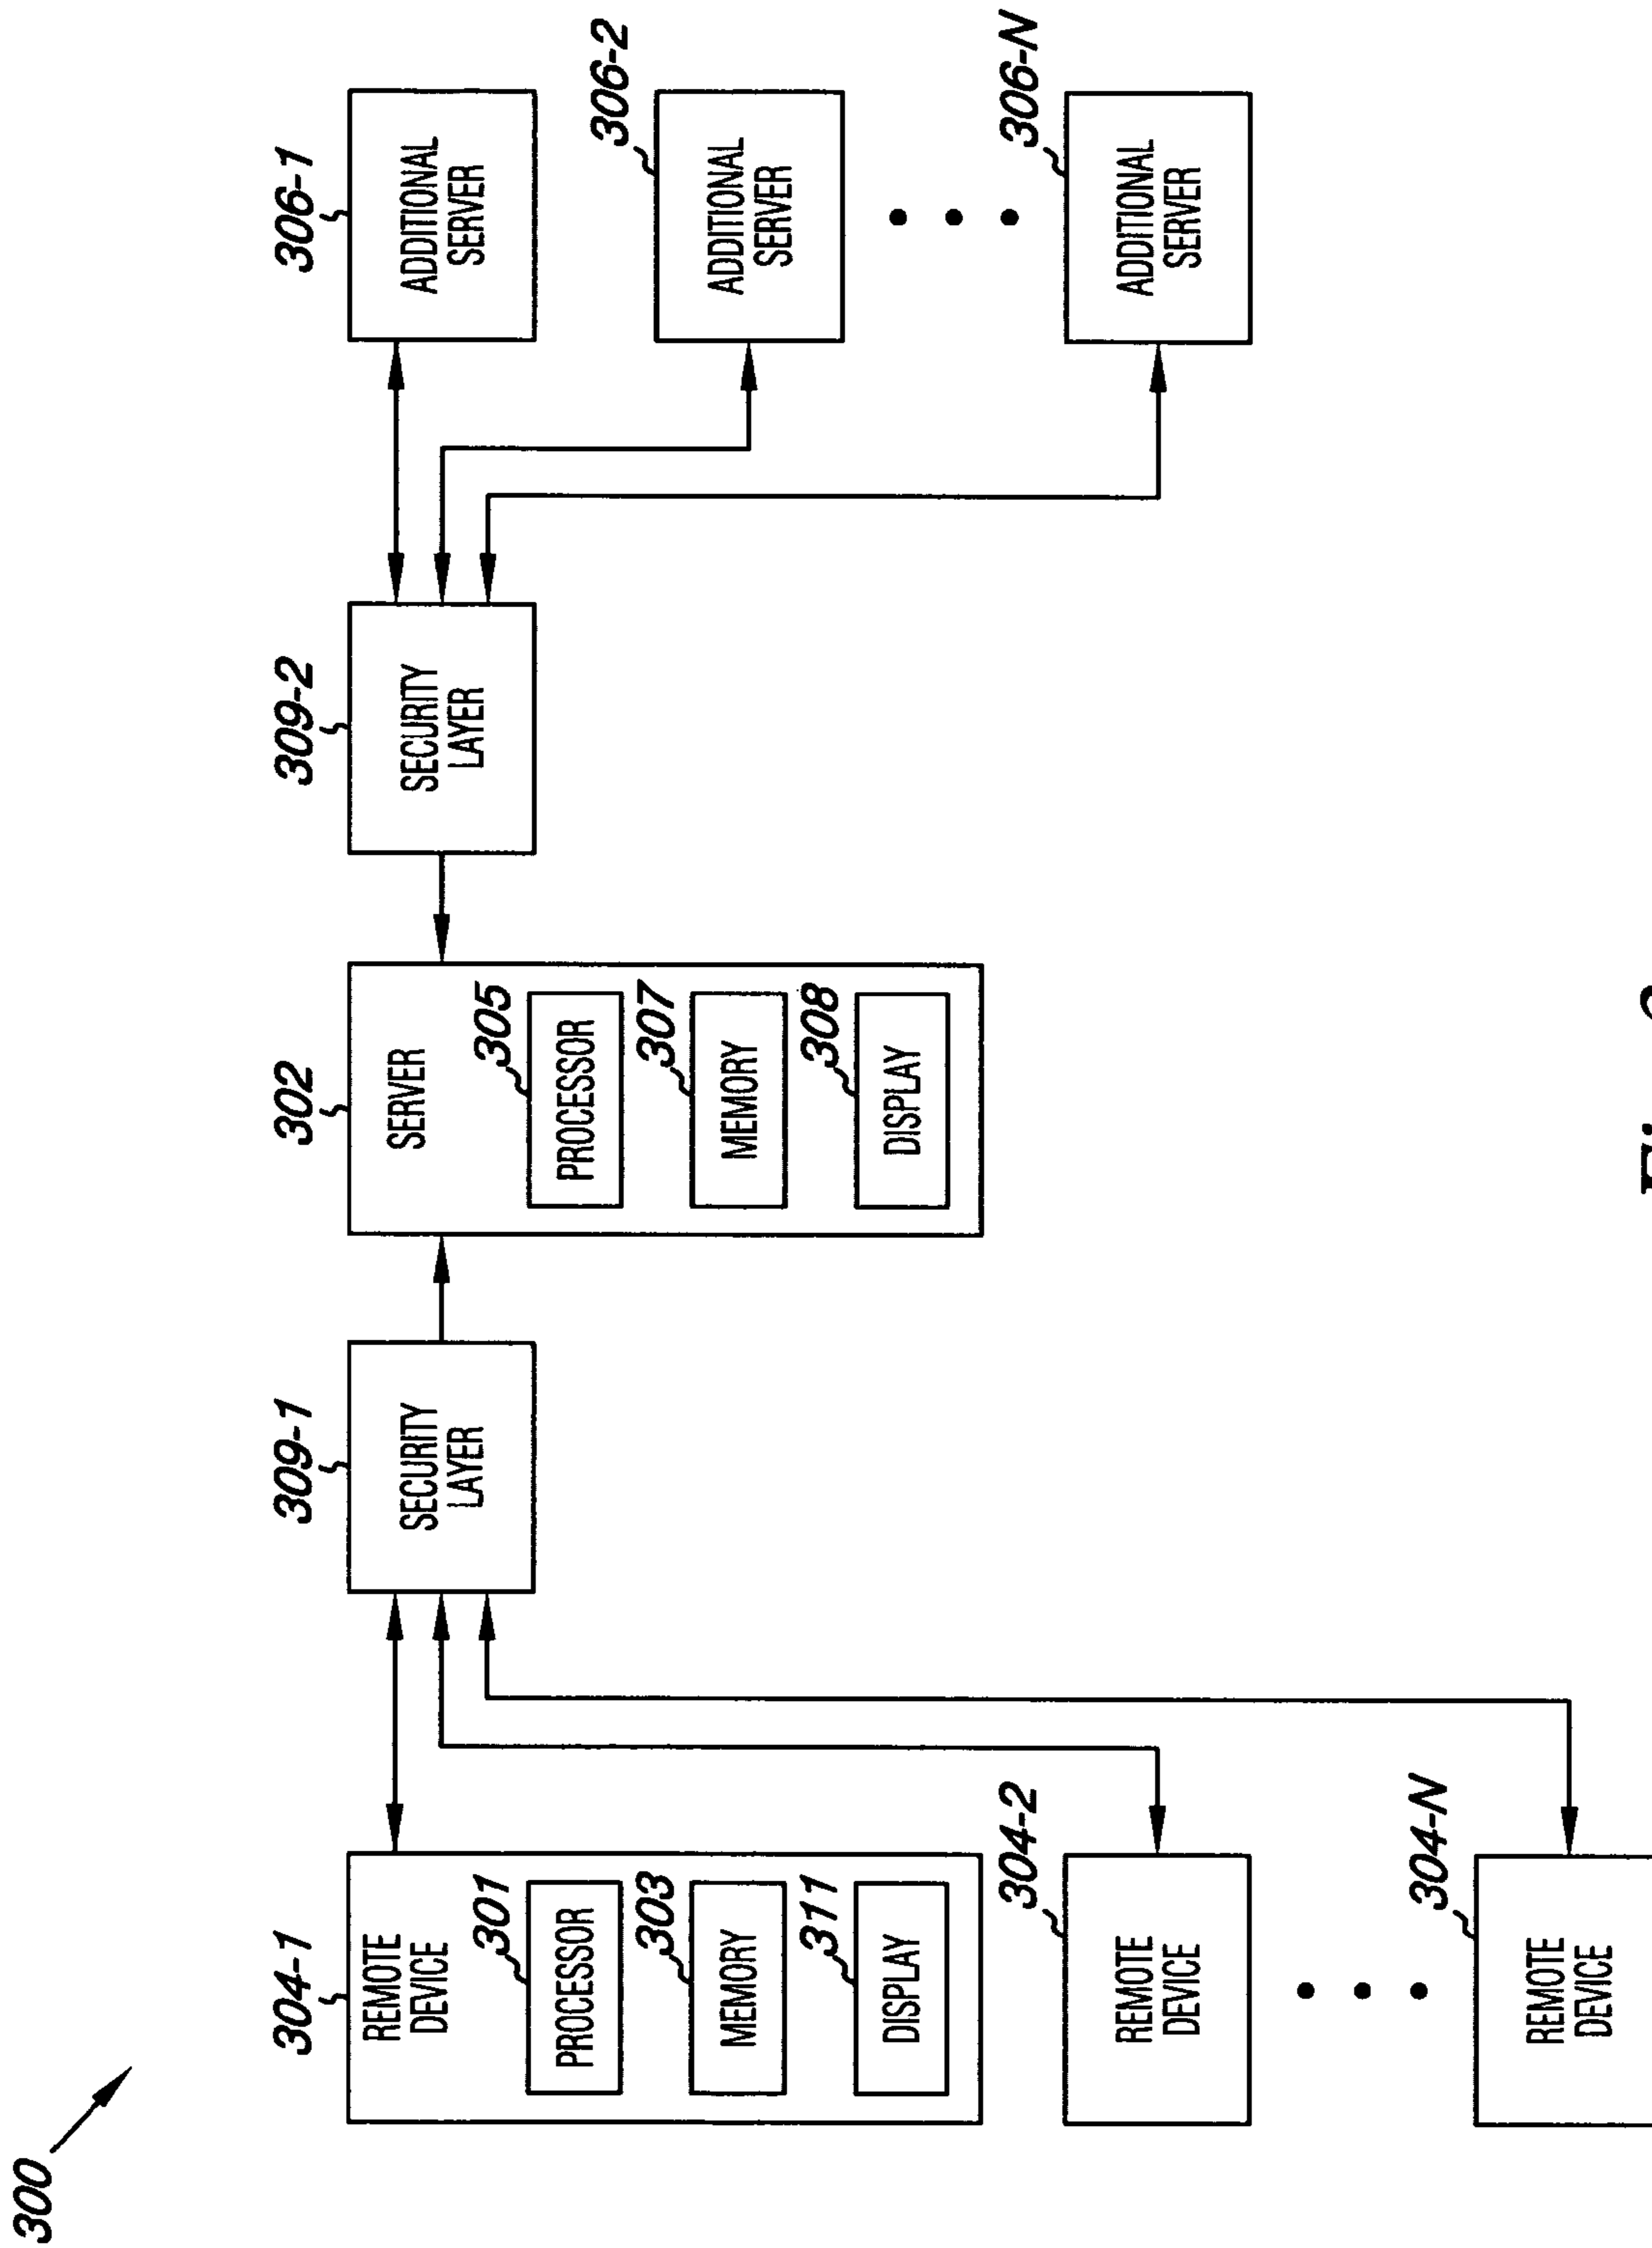 300
304-1
REMOTE
DEVICE
301
PROCESSOR
303
MEMORY
311
DISPLAY
304-2
REMOTE
DEVICE
304-N
REMOTE
DEVICE
309-1
SECURITY
LAYER
302
SERVER
305
PROCESSOR
307
MEMORY
308
DISPLAY
309-2
SECURITY
LAYER
306-1
ADDITIONAL
SERVER
306-2
ADDITIONAL
SERVER
306-N
ADDITIONAL
SERVER